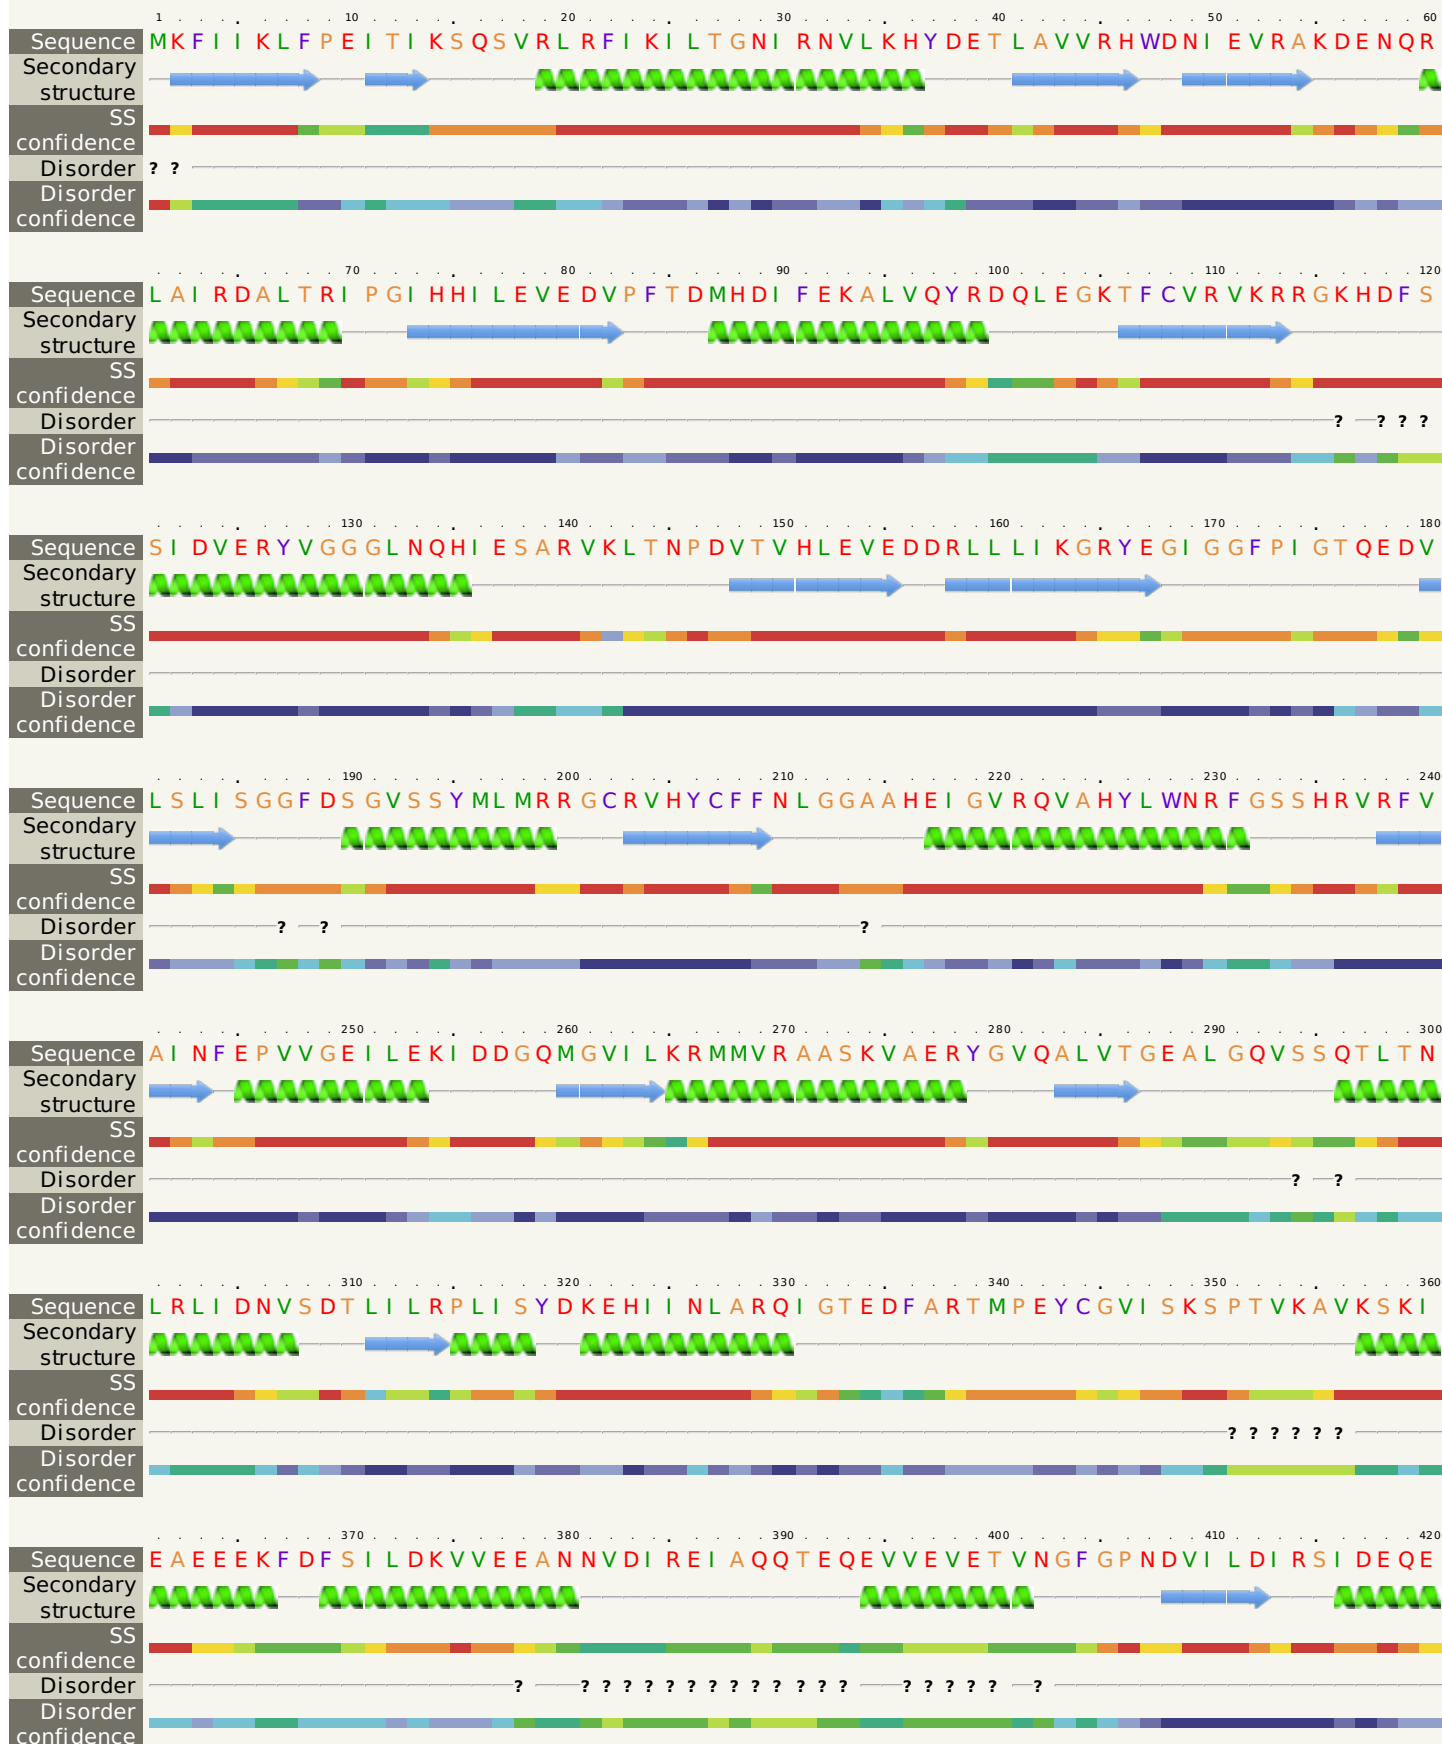 1 10 20 30 40 50 60
Sequence MKFIIKLFPEITIKSQSVRLRFIKILTGNIRNVLKHYDETLAVVRHWDNIEVRAKDENQR
Secondary
structure
SS
confidence
Disorder ? ?
Disorder
confidence
70 80 90 100 110 120
Sequence LAIRDALTRIPGIHHILEVEDVPFTDMHDIFEKALVQYRDQLEGKTFCVRVKRRGKHDFS
Secondary
structure
SS
confidence
Disorder ? ? ? ?
Disorder
confidence
130 140 150 160 170 180
Sequence SIDVERYVGGGLNQHIESARVKLTNPDVTVHLEVEDDRLLLIKGRYEGIGGFPIGTQEDV
Secondary
structure
SS
confidence
Disorder
Disorder
confidence
190 200 210 220 230 240
Sequence LSLISGGFDSGVSSYMLMRRGCRVHYCFFNLGGAAHEIGVRQVAHYLWNRFGSSHRVRFV
Secondary
structure
SS
confidence
Disorder ? ? ?
Disorder
confidence
250 260 270 280 290 300
Sequence AINFEPVVGEILEKIDDGQMGVILKRMMVRAASKVAERYGVQALVTGEALGQVSSQTLTN
Secondary
structure
SS
confidence
Disorder ? ?
Disorder
confidence
310 320 330 340 350 360
Sequence LRLIDNVSDTLILRPLISYDKEHIINLARQIGTEDFARTMPEYCGVISKSPTVKAVKSKI
Secondary
structure
SS
confidence
Disorder ? ? ? ? ? ?
Disorder
confidence
370 380 390 400 410 420
Sequence EAEEEKFDFSILDKVVEEANNVDIREIAQQTEQEVVEVETVNGFGPNDVILDIRSIDEQE
Secondary
structure
SS
confidence
Disorder ? ? ? ? ? ? ? ? ? ? ? ? ? ? ? ? ? ? ? ?
Disorder
confidence